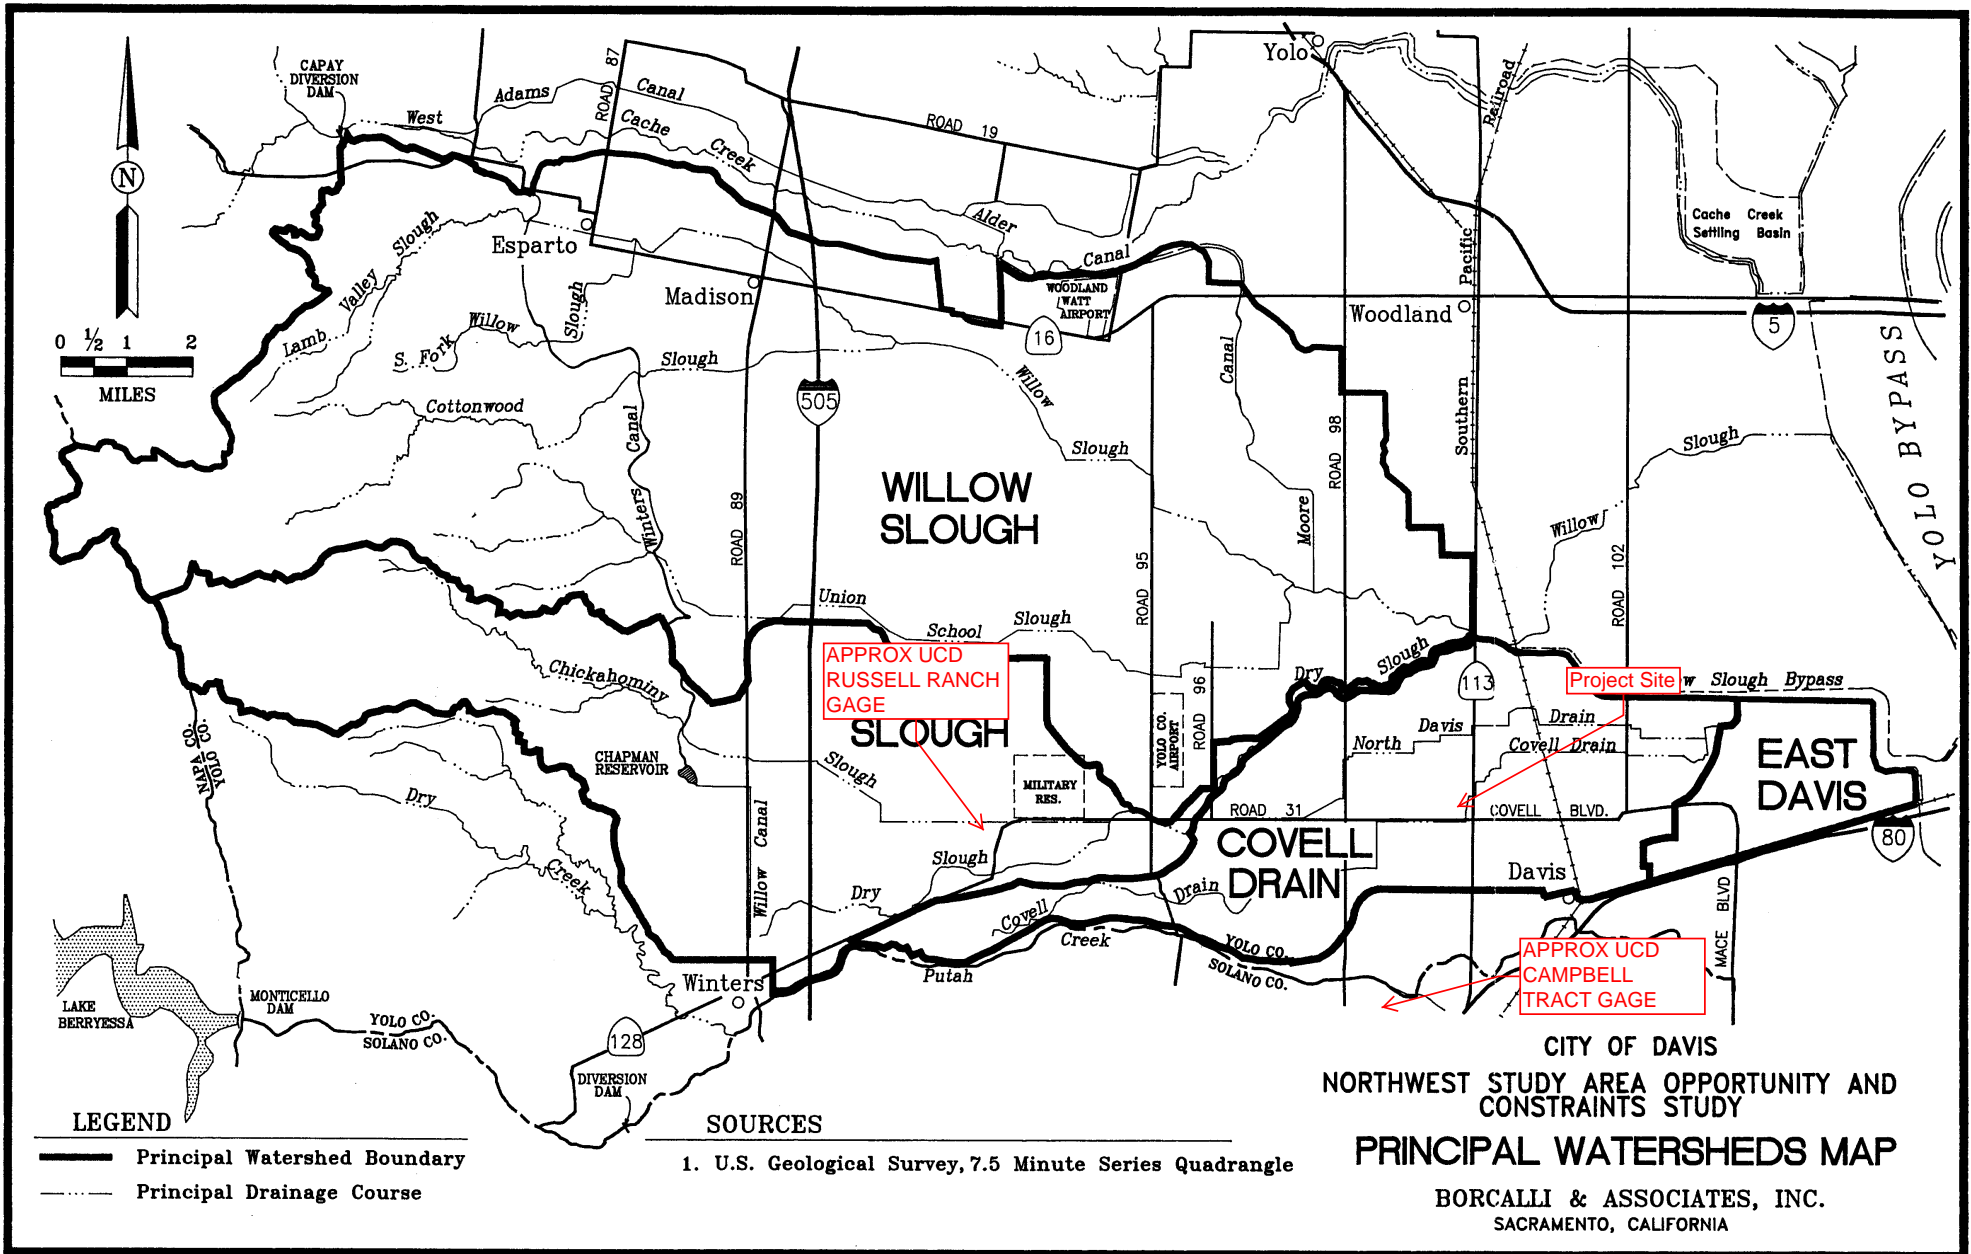 CAPAY
DIVERSION
DAM
West
Adams
Canal
ROAD 87
Cache
Creek
ROAD 19
Yolo
Railroad
Cache Creek
Settling Basin
N
Esparto
Madison
Alder
Canal
WOODLAND
WATT
AIRPORT
16
Woodland
Pacific
Southern
5
YOLO BYPASS
0 ½ 1 2
MILES
Lamb
Valley
Slough
S. Fork
Willow
Slough
Slough
505
Willow
Slough
Canal
Moore
ROAD 98
Cottonwood
Winters
Canal
ROAD 89
WILLOW
SLOUGH
ROAD 95
Slough
Willow
ROAD 102
Union
School
Slough
APPROX UCD
RUSSELL RANCH
GAGE
SLOUGH
Chickahominy
Slough
CHAPMAN
RESERVOIR
MILITARY
RES.
YOLO CO.
AIRPORT
ROAD 96
Dry
Slough
113
Project Site
w Slough Bypass
North
Davis
Drain
Covell Drain
EAST
DAVIS
ROAD 31
COVELL BLVD.
COVELL
DRAIN
Davis
80
MACE BLVD
NAPA CO.
YOLO CO.
Dry
Creek
Willow
Canal
Dry
Slough
Covell
Drain
Creek
Putah
YOLO CO.
SOLANO CO.
APPROX UCD
CAMPBELL
TRACT GAGE
Winters
LAKE
BERRYESSA
MONTICELLO
DAM
YOLO CO.
SOLANO CO.
128
DIVERSION
DAM
CITY OF DAVIS
NORTHWEST STUDY AREA OPPORTUNITY AND
CONSTRAINTS STUDY
PRINCIPAL WATERSHEDS MAP
BORCALLI & ASSOCIATES, INC.
SACRAMENTO, CALIFORNIA
LEGEND
Principal Watershed Boundary
Principal Drainage Course
SOURCES
1. U.S. Geological Survey, 7.5 Minute Series Quadrangle